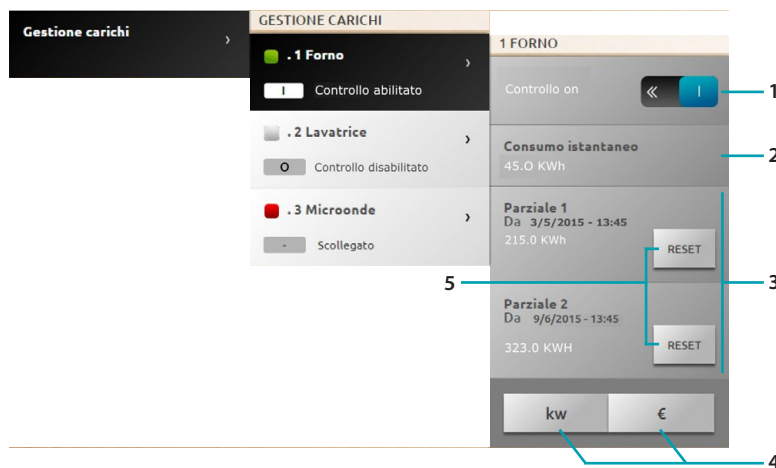 Gestione carichi
GESTIONE CARICHI
. 1 Forno
I Controllo abilitato
. 2 Lavatrice
O Controllo disabilitato
. 3 Microonde
- Scollegato
1 FORNO
Controllo on
« I
1
Consumo istantaneo
45.O KWh
2
Parziale 1
Da 3/5/2015 - 13:45
215.0 KWh
RESET
3
5
Parziale 2
Da 9/6/2015 - 13:45
323.0 KWH
RESET
kw
€
4